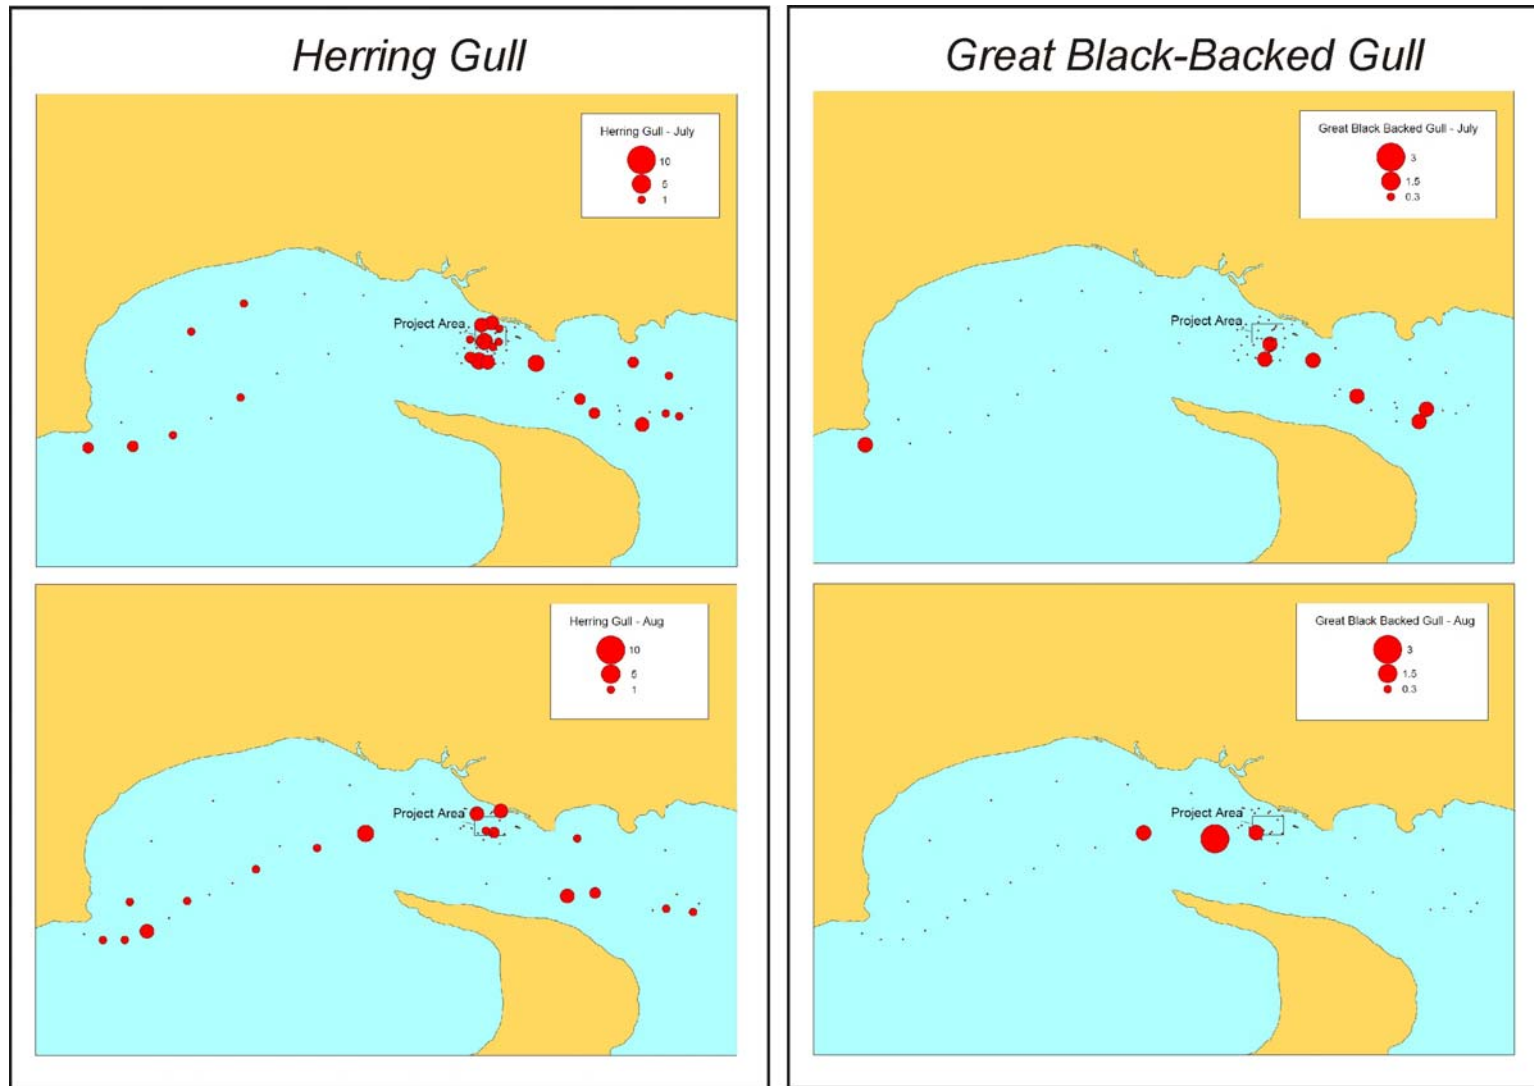 Herring Gull
Herring Gull - July
10
5
1
Project Area
Herring Gull - Aug
10
5
1
Project Area
Great Black-Backed Gull
Great Black Backed Gull - July
3
1.5
0.3
Project Area
Great Black Backed Gull - Aug
3
1.5
0.3
Project Area